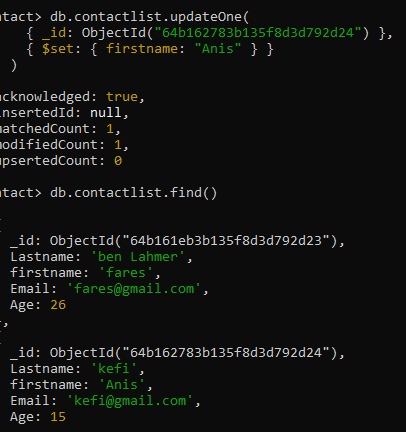 ntact> db.contactlist.updateOne(
{ _id: ObjectId("64b162783b135f8d3d792d24") },
{ $set: { firstname: "Anis" } }
)
acknowledged: true,
insertedId: null,
matchedCount: 1,
modifiedCount: 1,
upsertedCount: 0
ntact> db.contactlist.find()
{
_id: ObjectId("64b161eb3b135f8d3d792d23"),
Lastname: 'ben Lahmer',
firstname: 'fares',
Email: 'fares@gmail.com',
Age: 26
},
{
_id: ObjectId("64b162783b135f8d3d792d24"),
Lastname: 'kefi',
firstname: 'Anis',
Email: 'kefi@gmail.com',
Age: 15